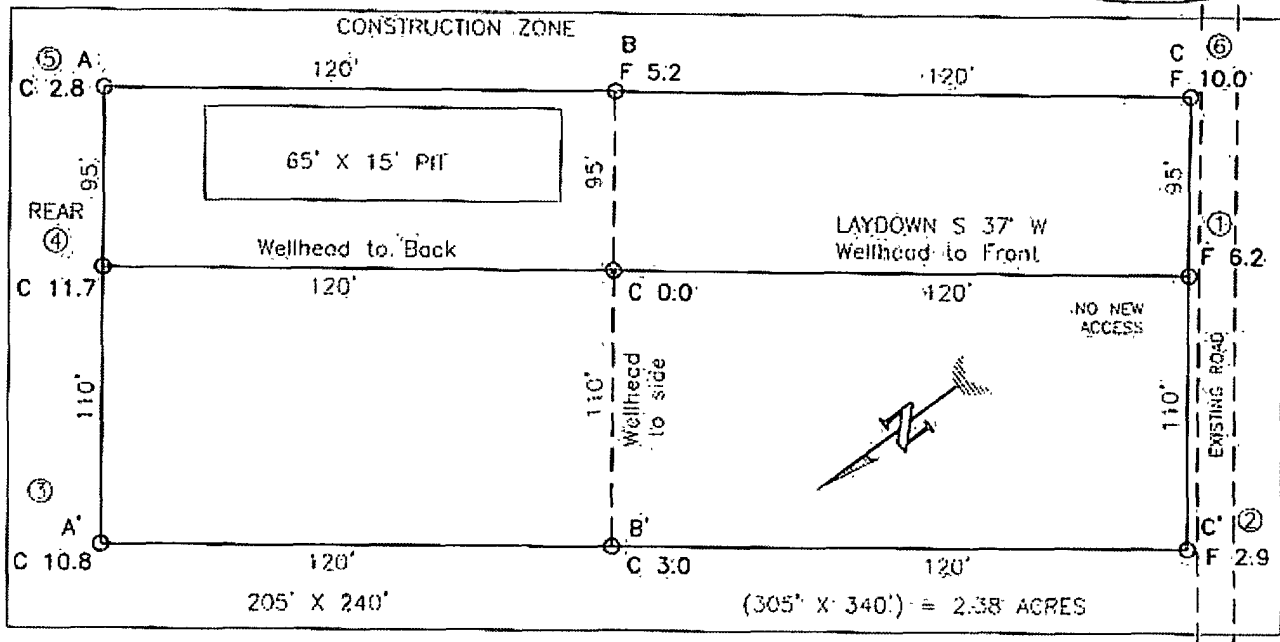 CONSTRUCTION ZONE
⑤ A
C 2.8
120'
B
F 5.2
120'
C ⑥
F 10.0'
95'
65' X 15' PIT
95'
95'
REAR
④
C 11.7
Wellhead to Back
120'
C 0.0
LAYDOWN S 37° W
Wellhead to Front
120'
①
F 6.2
NO NEW
ACCESS
110'
110'
Wellhead
to side
N
110'
EXISTING ROAD
③
A'
C 10.8
120'
B'
C 3.0
120'
C' ②
F 2.9
205' X 240'
(305' X 340') = 2.38 ACRES